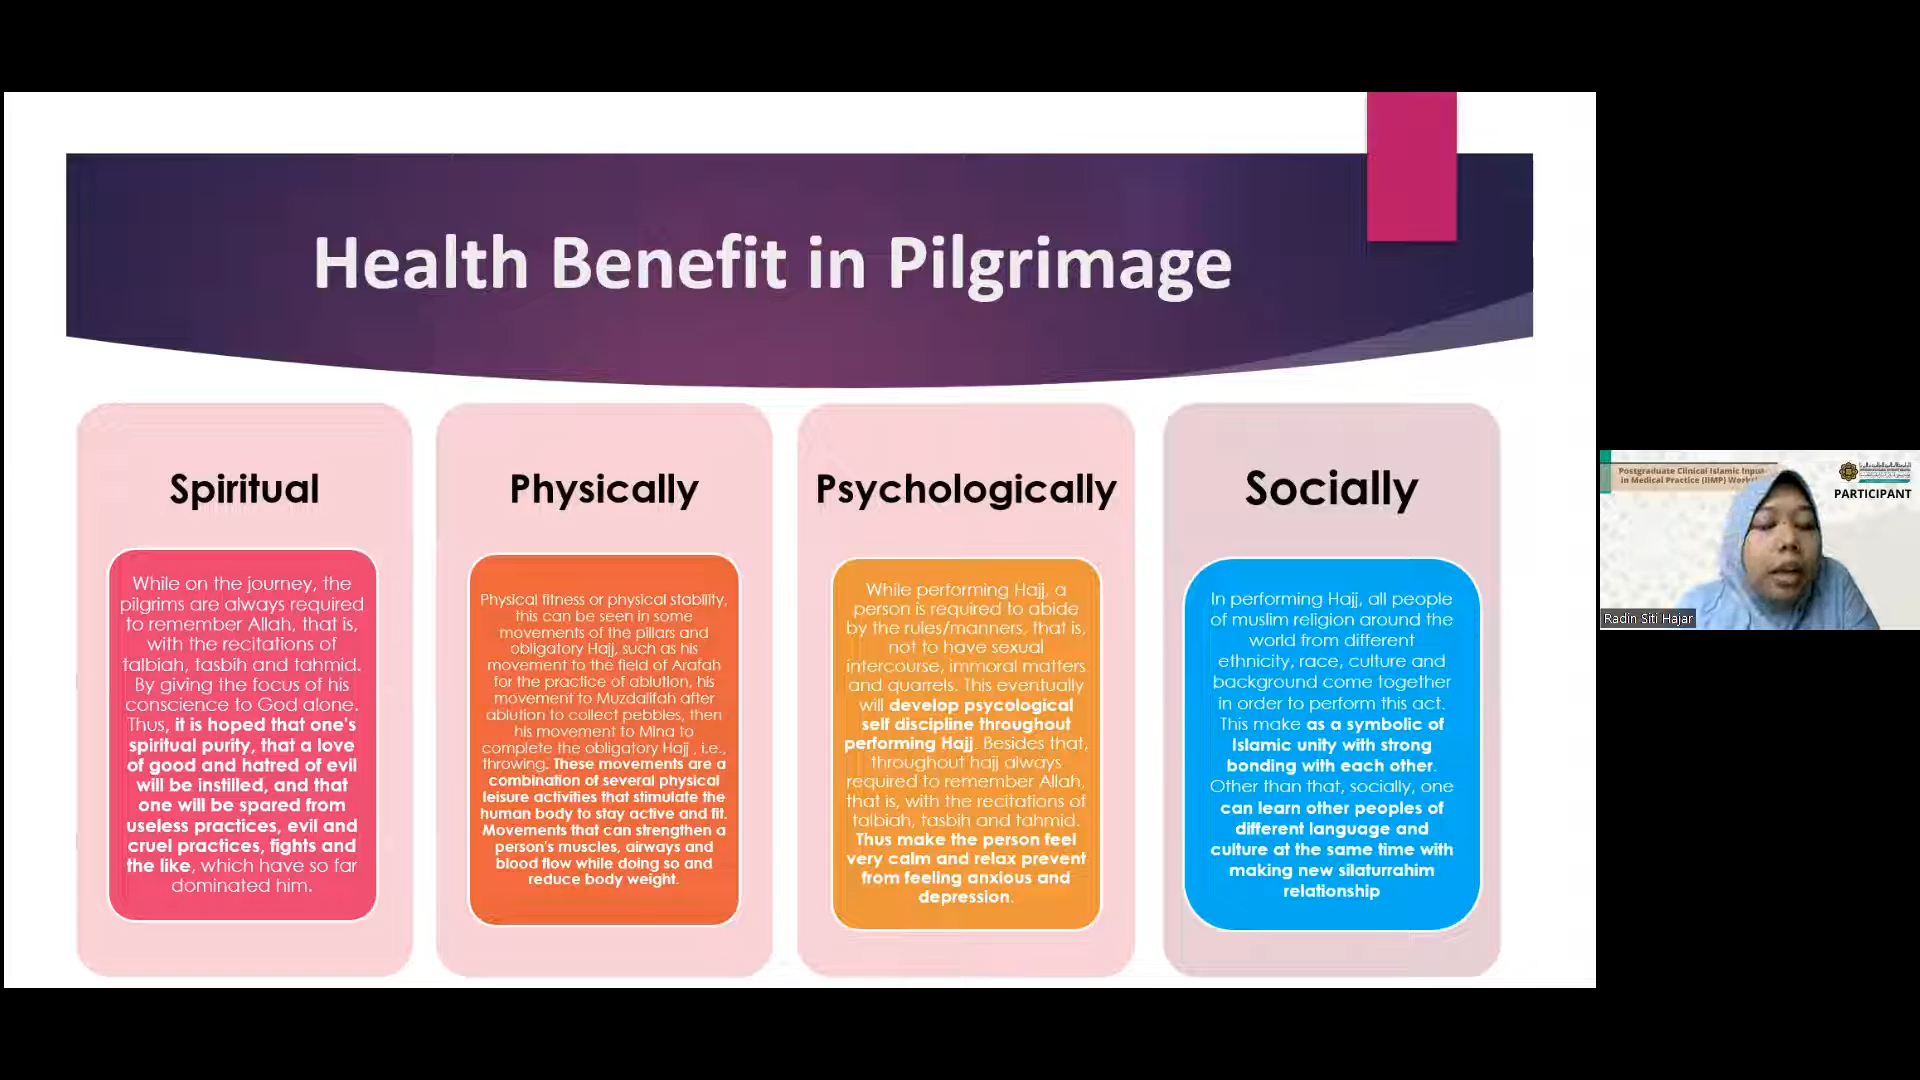 Health Benefit in Pilgrimage
Spiritual
While on the journey, the
pilgrims are always required
to remember Allah, that is,
with the recitations of
talbiah, tasbih and tahmid.
By giving the focus of his
conscience to God alone.
Thus, it is hoped that one's
spiritual purity, that a love
of good and hatred of evil
will be instilled, and that
one will be spared from
useless practices, evil and
cruel practices, fights and
the like, which have so far
dominated him.
Physically
Physical fitness or physical stability,
this can be seen in some
movements of the pillars and
obligatory Hajj, such as his
movement to the field of Arafah
for the practice of ablution, his
movement to Muzdalifah after
ablution to collect pebbles, then
his movement to Mina to
complete the obligatory Hajj , i.e.,
throwing. These movements are a
combination of several physical
leisure activities that stimulate the
human body to stay active and fit.
Movements that can strengthen a
person's muscles, airways and
blood flow while doing so and
reduce body weight.
Psychologically
While performing Hajj, a
person is required to abide
by the rules/manners, that is,
not to have sexual
intercourse, immoral matters
and quarrels. This eventually
will develop psycological
self discipline throughout
performing Hajj. Besides that,
throughout hajj always
required to remember Allah,
that is, with the recitations of
talbiah, tasbih and tahmid.
Thus make the person feel
very calm and relax prevent
from feeling anxious and
depression.
Socially
In performing Hajj, all people
of muslim religion around the
world from different
ethnicity, race, culture and
background come together
in order to perform this act.
This make as a symbolic of
Islamic unity with strong
bonding with each other.
Other than that, socially, one
can learn other peoples of
different language and
culture at the same time with
making new silaturrahim
relationship
Postgraduate Clinical Islamic Input
in Medical Practice (IIMP)
PARTICIPANT
Radin Siti Hajar